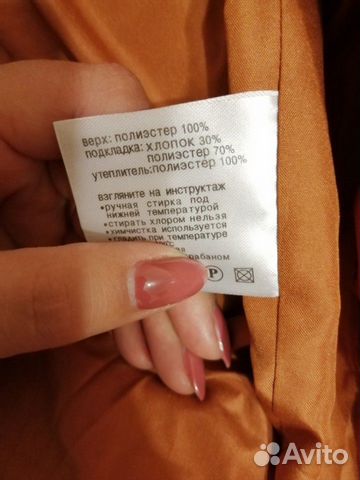 верх: полиэстер 100%
подкладка: хлопок 30%
полиэстер 70%
утеплитель: полиэстер 100%
взгляните на инструктаж
•ручная стирка под
нижней температурой
•стирать хлором нельзя
•химчистка используется
•гладить при температуре
барабаном
P
Avito